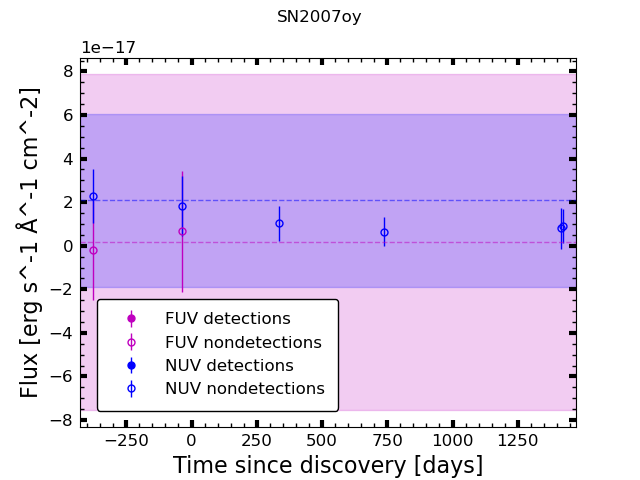 SN2007oy
1e−17
8
6
4
2
0
−2
−4
−6
−8
Flux [erg s^-1 Å^-1 cm^-2]
FUV detections
FUV nondetections
NUV detections
NUV nondetections
−250 0 250 500 750 1000 1250
Time since discovery [days]